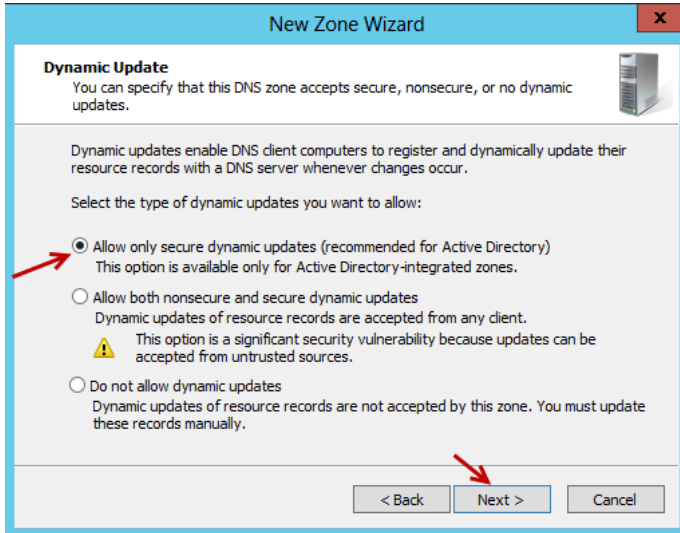 New Zone Wizard
x
Dynamic Update
You can specify that this DNS zone accepts secure, nonsecure, or no dynamic
updates.
Dynamic updates enable DNS client computers to register and dynamically update their
resource records with a DNS server whenever changes occur.
Select the type of dynamic updates you want to allow:
Allow only secure dynamic updates (recommended for Active Directory)
This option is available only for Active Directory-integrated zones.
Allow both nonsecure and secure dynamic updates
Dynamic updates of resource records are accepted from any client.
This option is a significant security vulnerability because updates can be
accepted from untrusted sources.
Do not allow dynamic updates
Dynamic updates of resource records are not accepted by this zone. You must update
these records manually.
< Back Next > Cancel